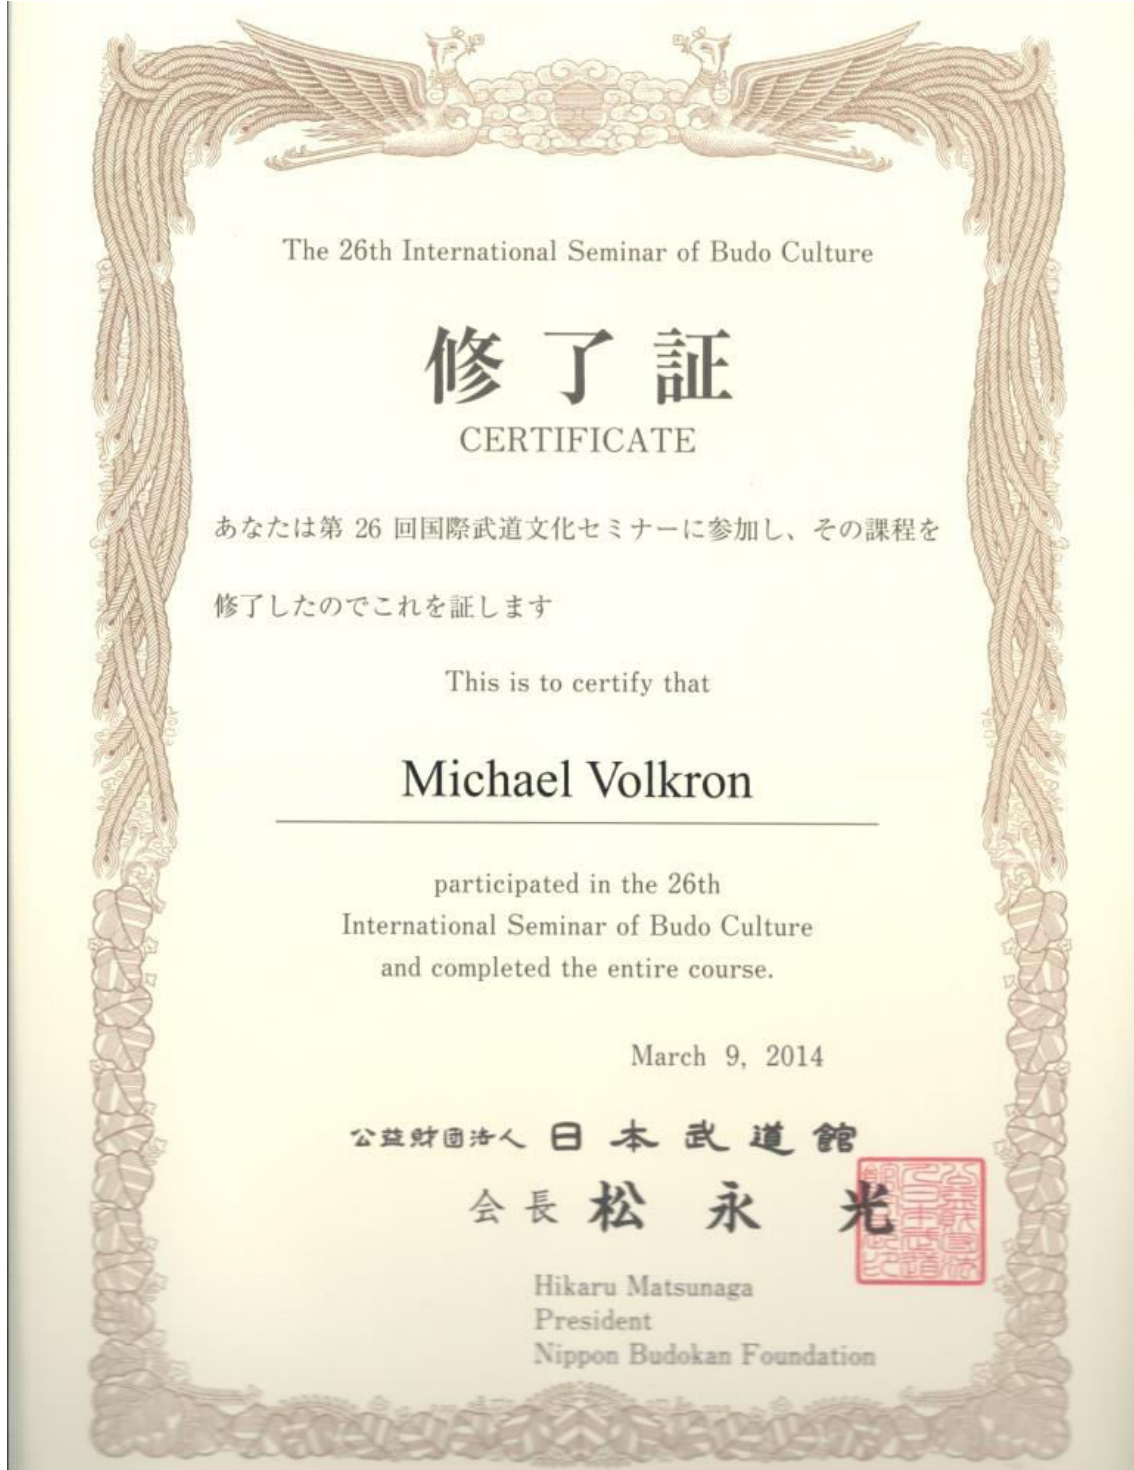 The 26th International Seminar of Budo Culture
修了証
CERTIFICATE
あなたは第 26 回国際武道文化セミナーに参加し、その課程を
修了したのでこれを証します
This is to certify that
Michael Volkron
participated in the 26th
International Seminar of Budo Culture
and completed the entire course.
March 9, 2014
公益財団法人 日本武道館
会長 松永光
Hikaru Matsunaga
President
Nippon Budokan Foundation